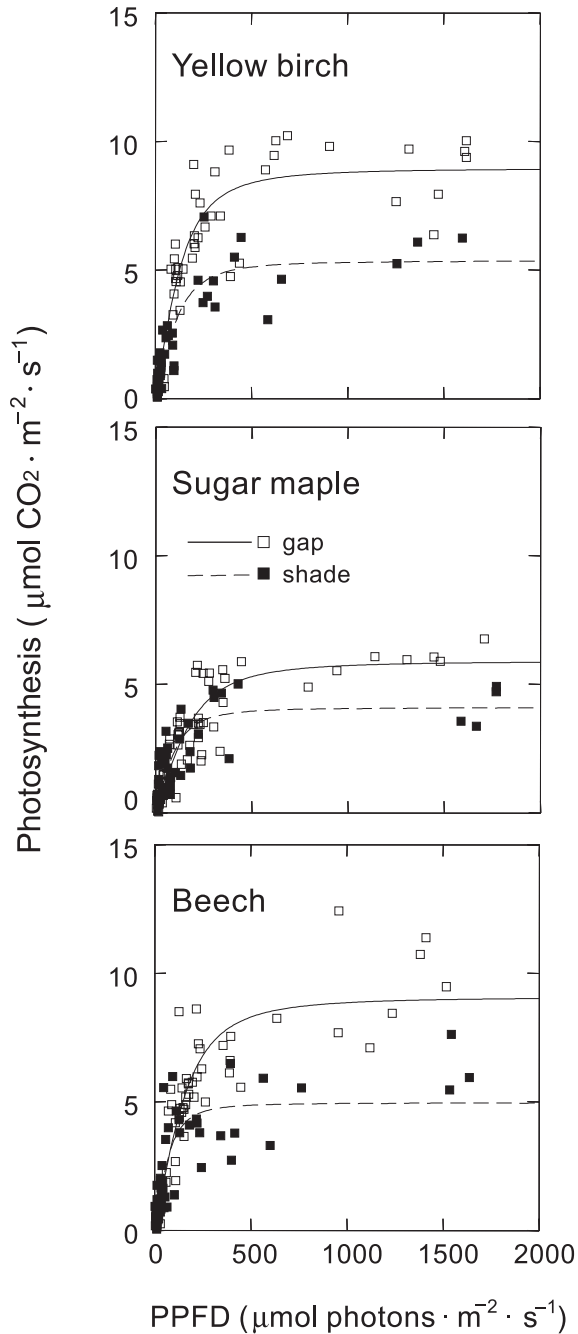 Photosynthesis ( µmol CO₂ · m⁻² · s⁻¹)
15
Yellow birch
10
5
0
15
Sugar maple
10
gap
shade
5
0
15
Beech
10
5
0
0 500 1000 1500 2000
PPFD (µmol photons · m⁻² · s⁻¹)